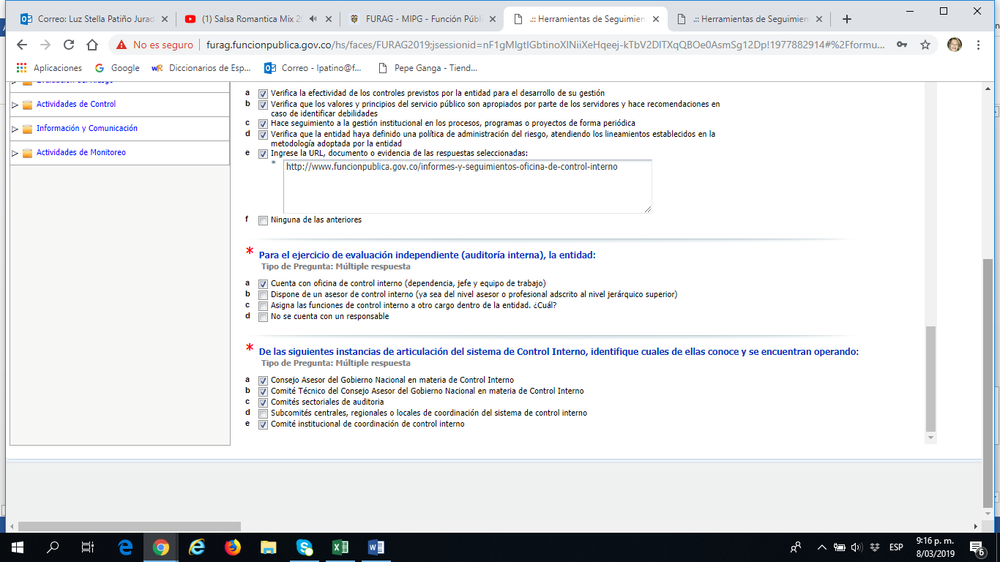 Correo: Luz Stella Patiño Jurad
(1) Salsa Romantica Mix 20
FURAG - MIPG - Función Públi
.:: Herramientas de Seguimien
.:: Herramientas de Seguimien
No es seguro
furag.funcionpublica.gov.co/hs/faces/FURAG2019;jsessionid=
Aplicaciones
Google
Diccionarios de Esp...
Correo - lpatino@f...
Pepe Ganga - Tiend...
Actividades de Control
Información y Comunicación
Actividades de Monitoreo
a Verifica la efectividad de los controles previstos por la entidad para el desarrollo de su gestión
b Verifica que los valores y principios del servicio público son apropiados por parte de los servidores y hace recomendaciones en
caso de identificar debilidades
c Hace seguimiento a la gestión institucional en los procesos, programas o proyectos de forma periódica
d Verifica que la entidad haya definido una política de administración del riesgo, atendiendo los lineamientos establecidos en la
metodología adoptada por la entidad
e Ingrese la URL, documento o evidencia de las respuestas seleccionadas:
* http://www.funcionpublica.gov.co/informes-y-seguimientos-oficina-de-control-interno
f Ninguna de las anteriores
* Para el ejercicio de evaluación independiente (auditoría interna), la entidad:
Tipo de Pregunta: Múltiple respuesta
a Cuenta con oficina de control interno (dependencia, jefe y equipo de trabajo)
b Dispone de un asesor de control interno (ya sea del nivel asesor o profesional adscrito al nivel jerárquico superior)
c Asigna las funciones de control interno a otro cargo dentro de la entidad. ¿Cuál?
d No se cuenta con un responsable
* De las siguientes instancias de articulación del sistema de Control Interno, identifique cuales de ellas conoce y se encuentran operando:
Tipo de Pregunta: Múltiple respuesta
a Consejo Asesor del Gobierno Nacional en materia de Control Interno
b Comité Técnico del Consejo Asesor del Gobierno Nacional en materia de Control Interno
c Comités sectoriales de auditoria
d Subcomités centrales, regionales o locales de coordinación del sistema de control interno
e Comité institucional de coordinación de control interno
ESP
9:16 p. m.
8/03/2019
6